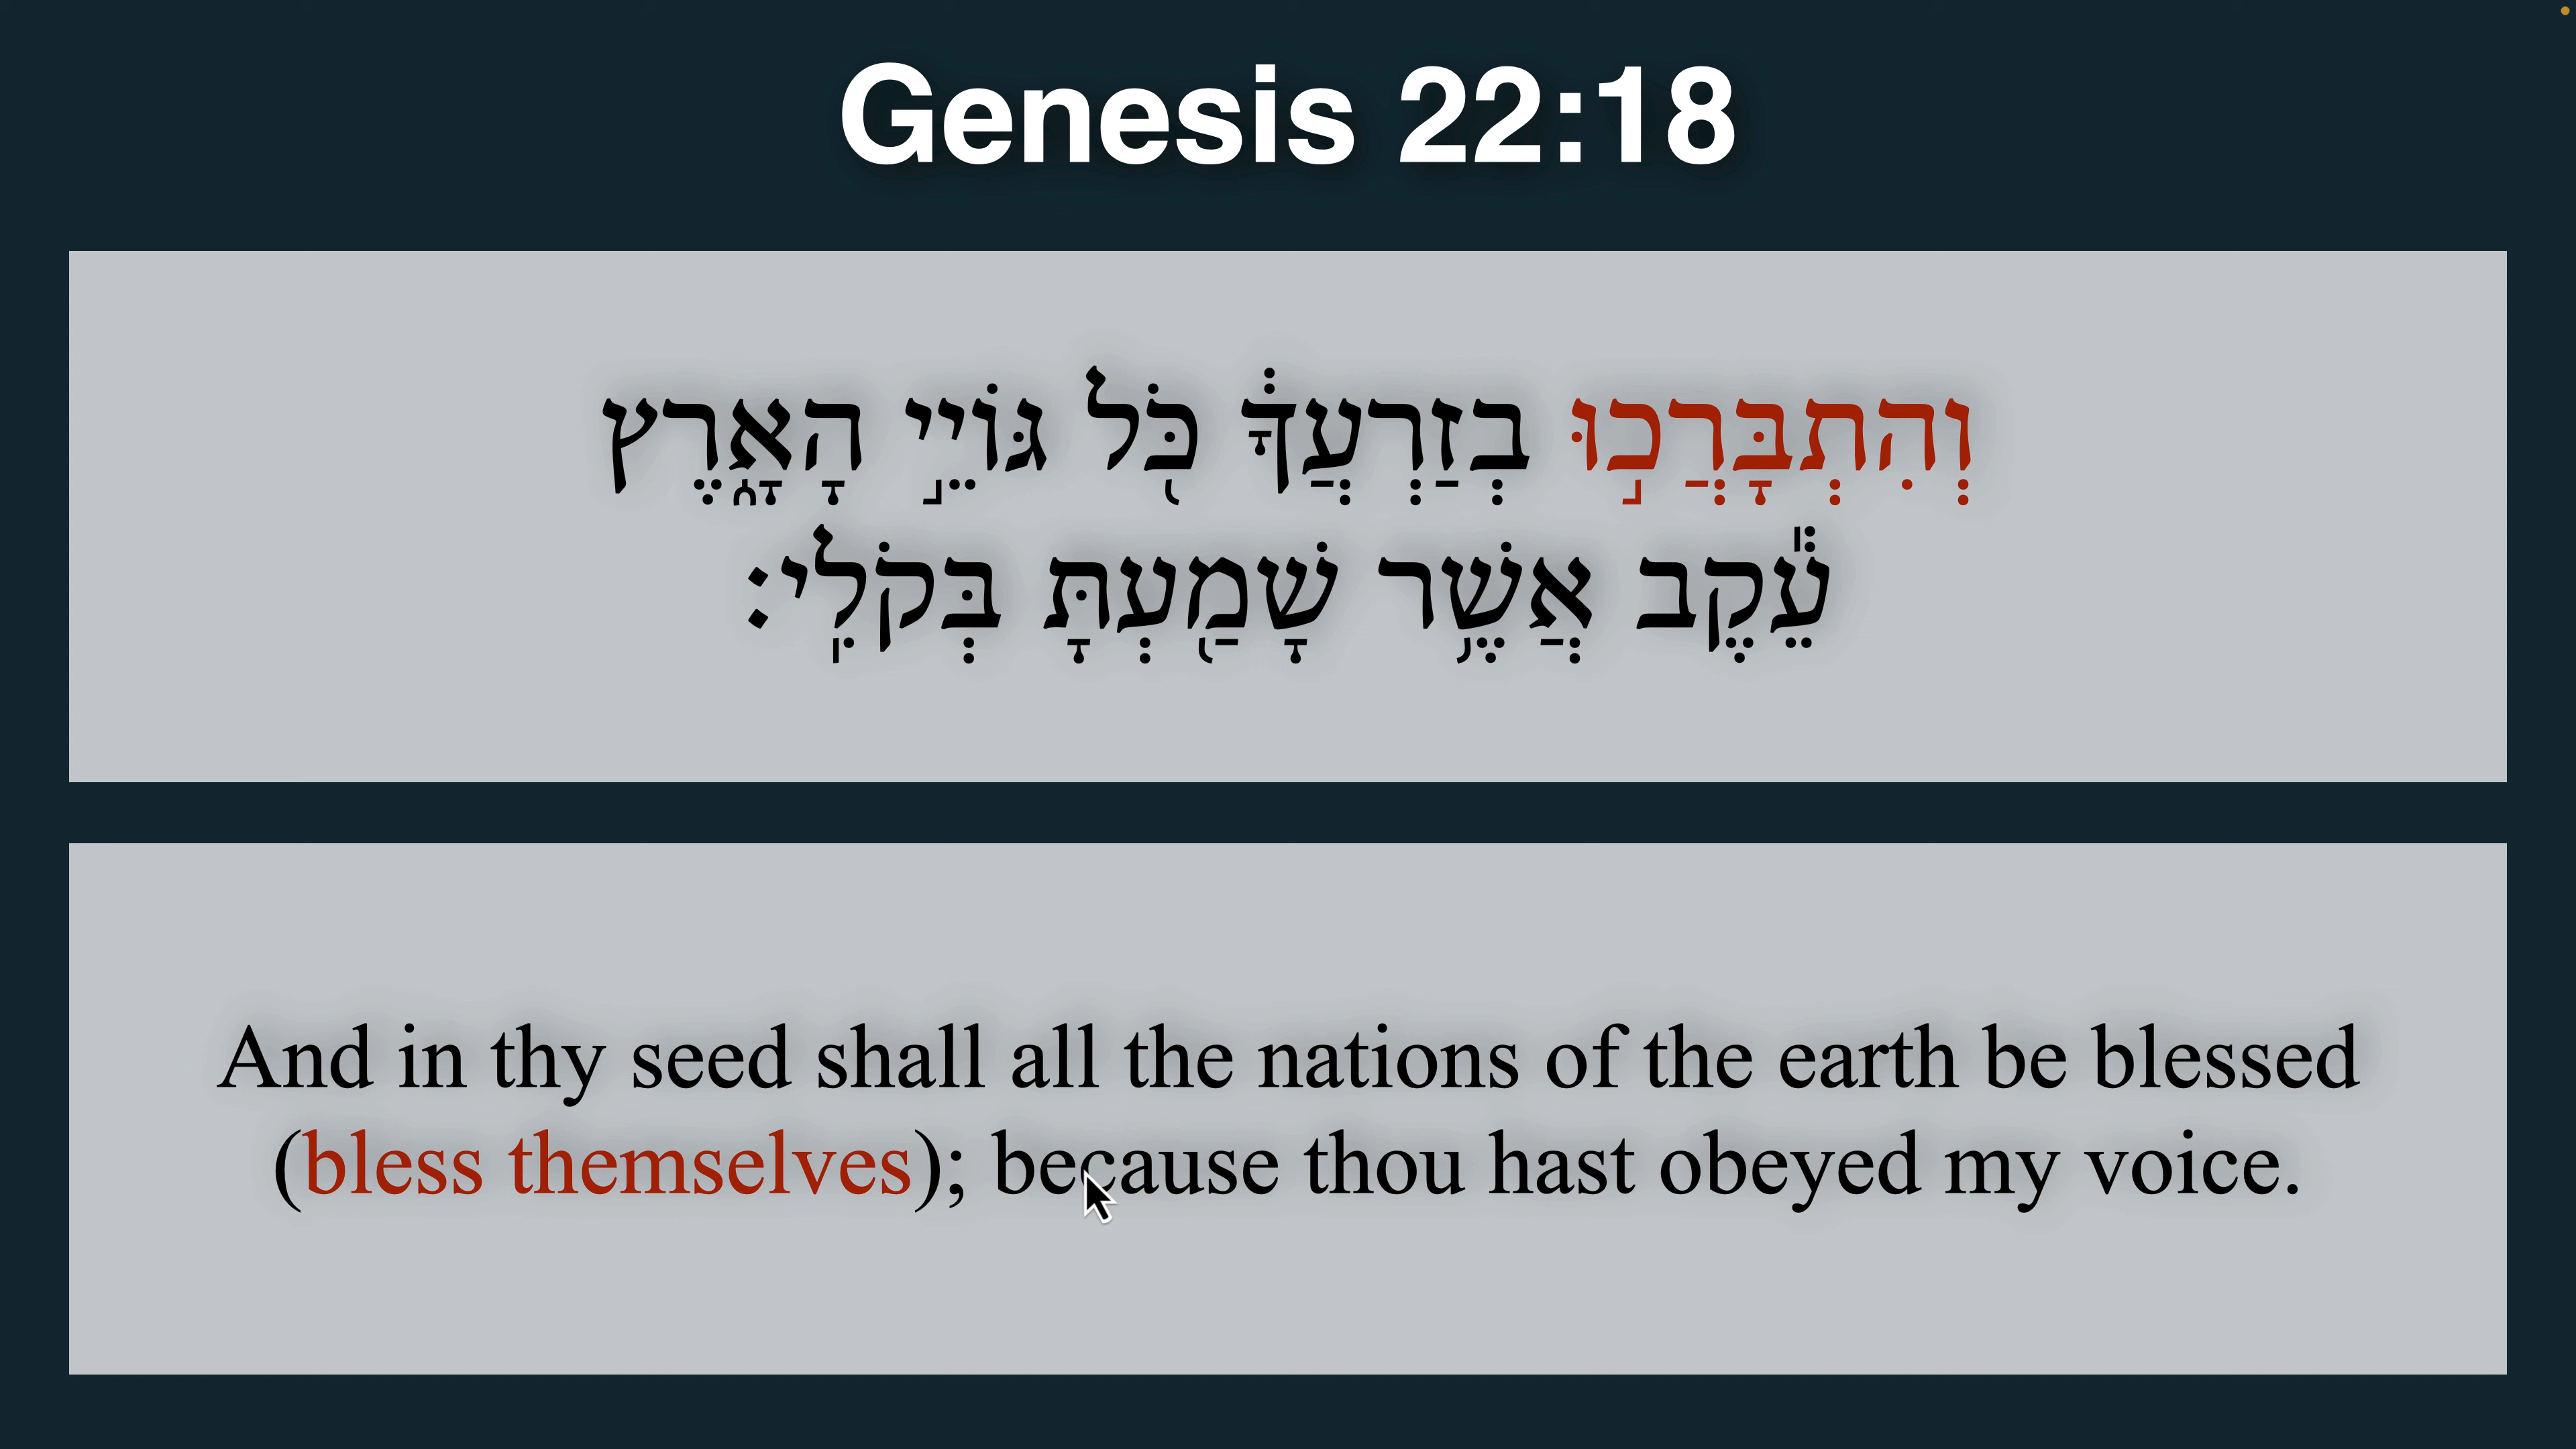 Genesis 22:18
וְהִתְבָּרֲכ֣וּ בְזַרְעֲךָ֔ כֹּ֖ל גּוֹיֵ֣י הָאָ֑רֶץ
עֵ֕קֶב אֲשֶׁ֥ר שָׁמַ֖עְתָּ בְּקֹלִֽי׃
And in thy seed shall all the nations of the earth be blessed
(bless themselves); because thou hast obeyed my voice.